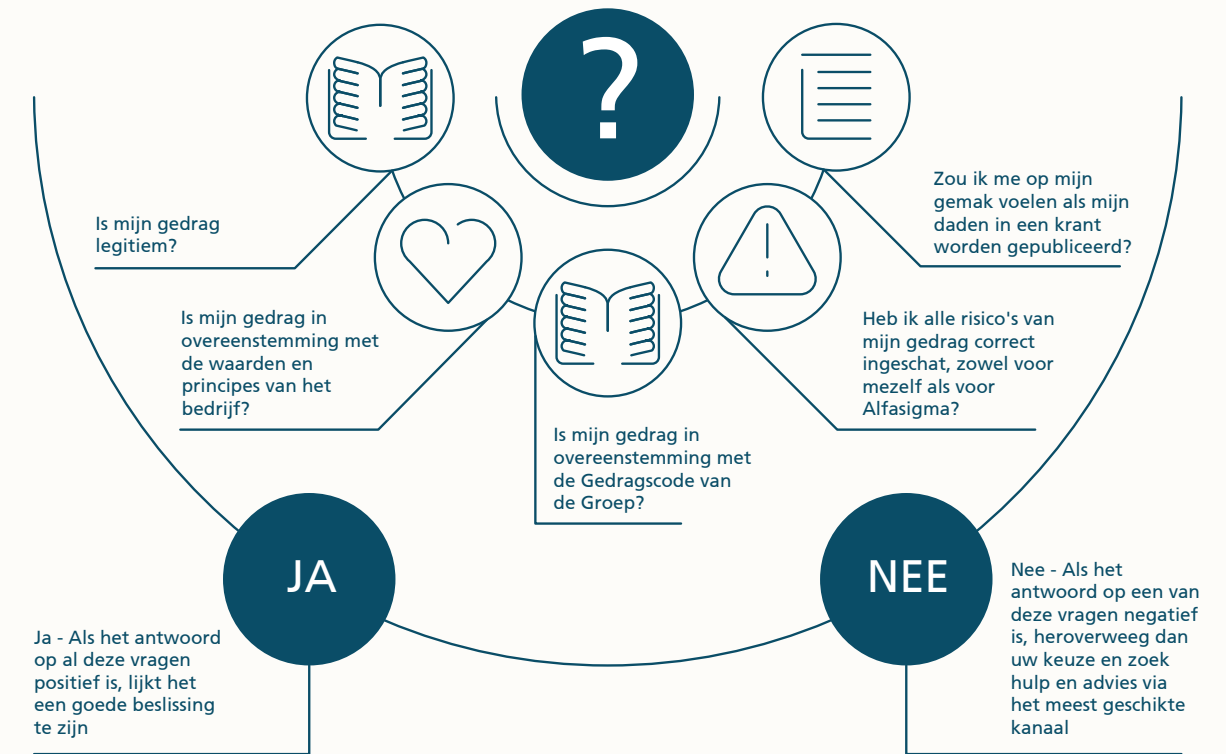 ?
Is mijn gedrag
legitiem?
Is mijn gedrag in
overeenstemming met
de waarden en
principes van het
bedrijf?
Is mijn gedrag in
overeenstemming met
de Gedragscode van
de Groep?
Heb ik alle risico's van
mijn gedrag correct
ingeschat, zowel voor
mezelf als voor
Alfasigma?
Zou ik me op mijn
gemak voelen als mijn
daden in een krant
worden gepubliceerd?
JA
Ja - Als het antwoord
op al deze vragen
positief is, lijkt het
een goede beslissing
te zijn
NEE
Nee - Als het
antwoord op een van
deze vragen negatief
is, heroverweeg dan
uw keuze en zoek
hulp en advies via
het meest geschikte
kanaal